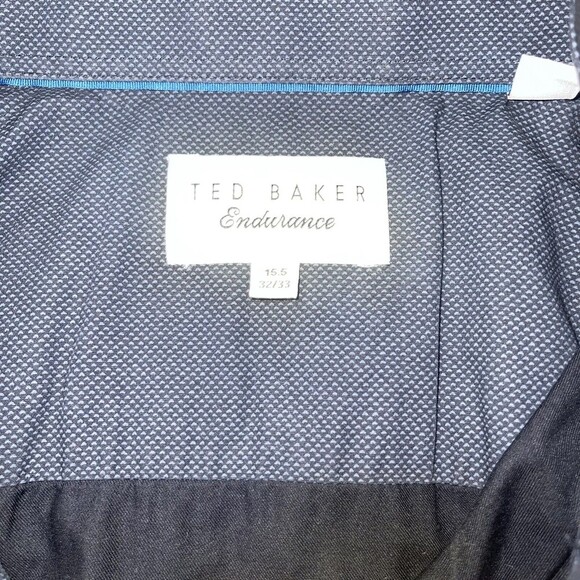 TED BAKER
Endurance
15.5
32/33